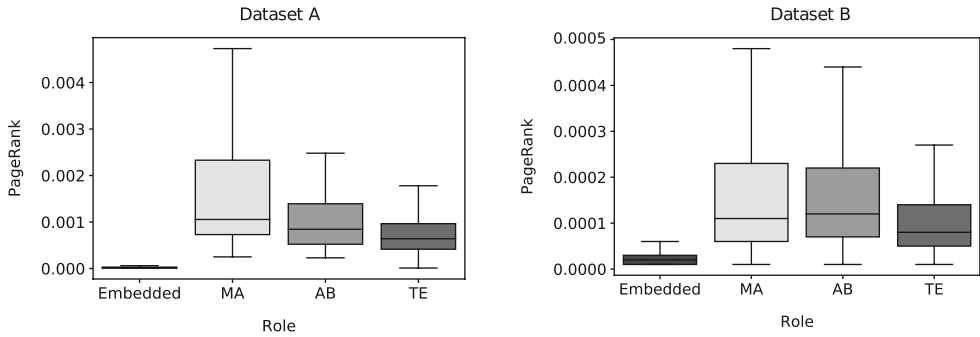 Dataset A
PageRank
0.004
0.003
0.002
0.001
0.000
Embedded MA AB TE
Role
Dataset B
PageRank
0.0005
0.0004
0.0003
0.0002
0.0001
0.0000
Embedded MA AB TE
Role